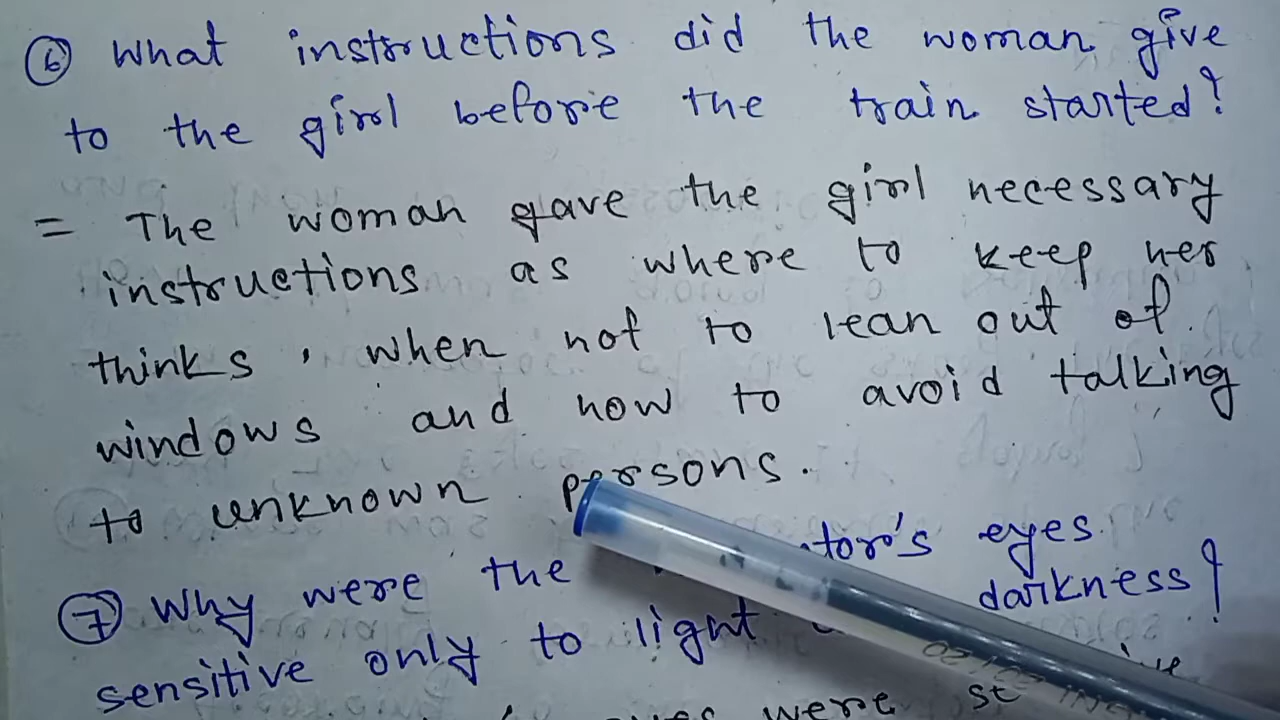 ⑥ What instructions did the woman give
to the girl before the train started?
= The woman gave the girl necessary
instructions as where to keep her
thinks, when not to lean out of
windows and how to avoid talking
to unknown persons.
⑦ Why were the eyes
sensitive only to light darkness?
were